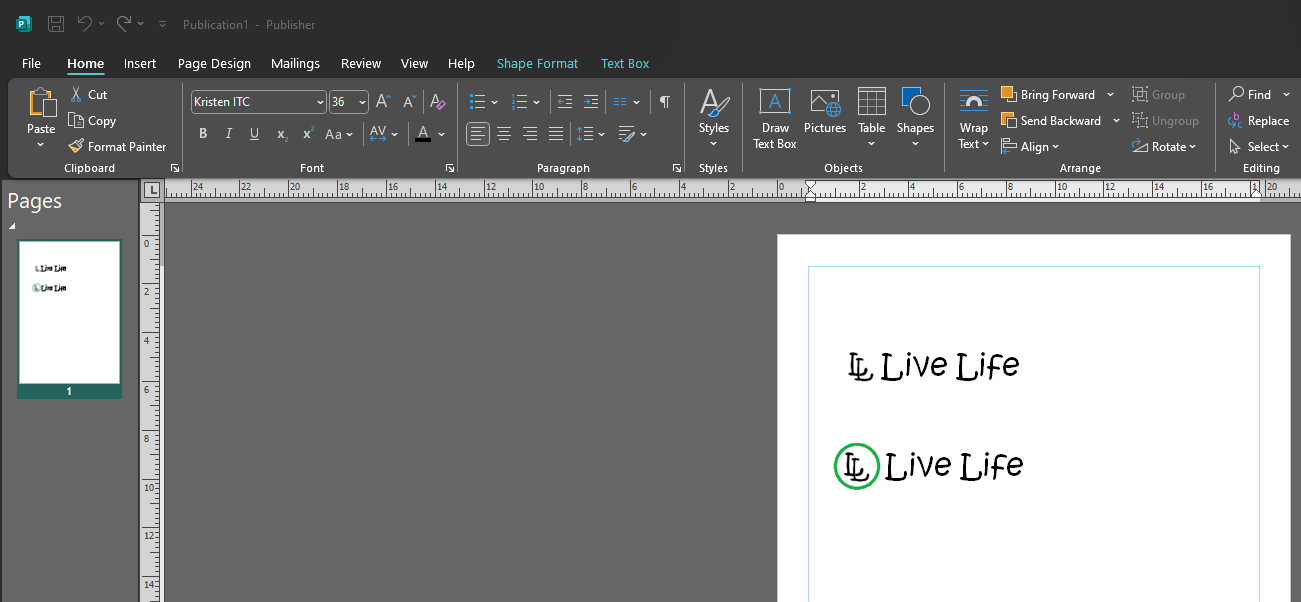 Publication1 - Publisher
File Home Insert Page Design Mailings Review View Help Shape Format Text Box
Paste
Cut
Copy
Format Painter
Clipboard
Kristen ITC 36
B I U x₂ x² Aa AV A
Font
Paragraph
Styles
Styles
Draw Text Box
Pictures
Table
Shapes
Objects
Wrap Text
Bring Forward
Send Backward
Align
Group
Ungroup
Rotate
Arrange
Find
Replace
Select
Editing
Pages
L
24 22 20 18 16 14 12 10 8 6 4 2 0 2 4 6 8 10 12 14 16 1 20
0
2
4
6
8
10
12
14
Live Life
Live Life
1
LL Live Life
LL Live Life